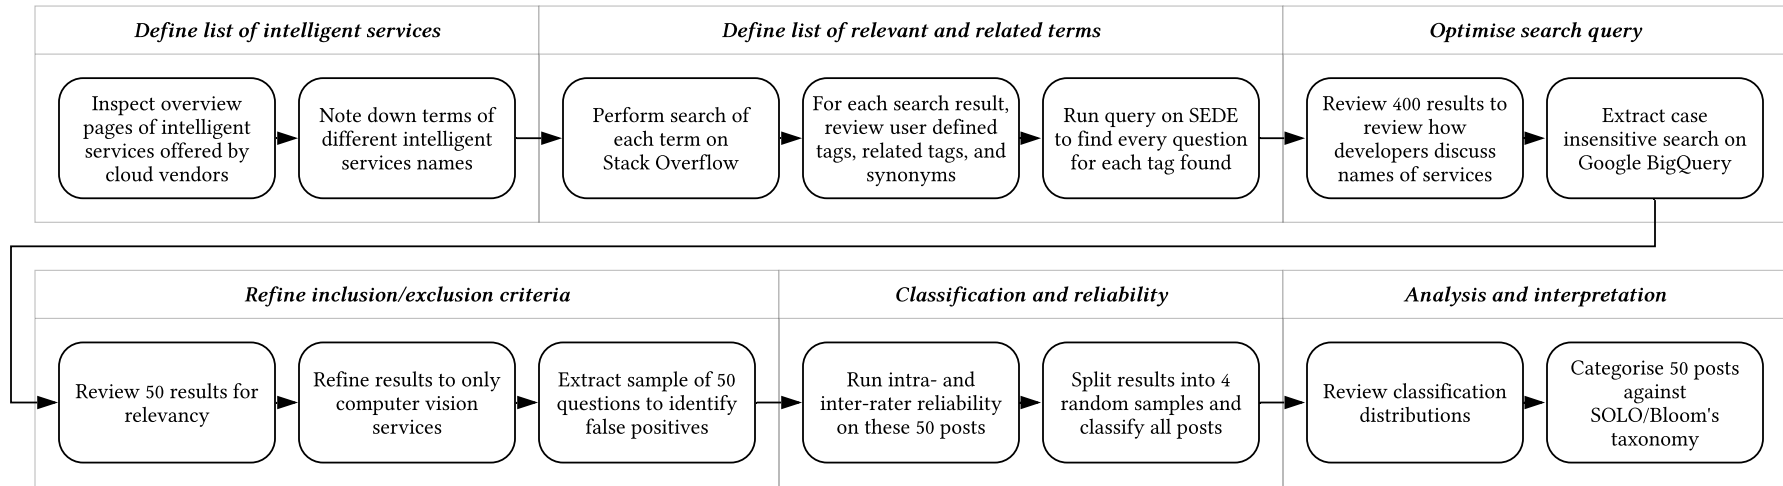 Define list of intelligent services
Define list of relevant and related terms
Optimise search query
Inspect overview
pages of intelligent
services offered by
cloud vendors
Note down terms of
different intelligent
services names
Perform search of
each term on
Stack Overflow
For each search result,
review user defined
tags, related tags, and
synonyms
Run query on SEDE
to find every question
for each tag found
Review 400 results to
review how
developers discuss
names of services
Extract case
insensitive search on
Google BigQuery
Refine inclusion/exclusion criteria
Classification and reliability
Analysis and interpretation
Review 50 results for
relevancy
Refine results to only
computer vision
services
Extract sample of 50
questions to identify
false positives
Run intra- and
inter-rater reliability
on these 50 posts
Split results into 4
random samples and
classify all posts
Review classification
distributions
Categorise 50 posts
against
SOLO/Bloom's
taxonomy